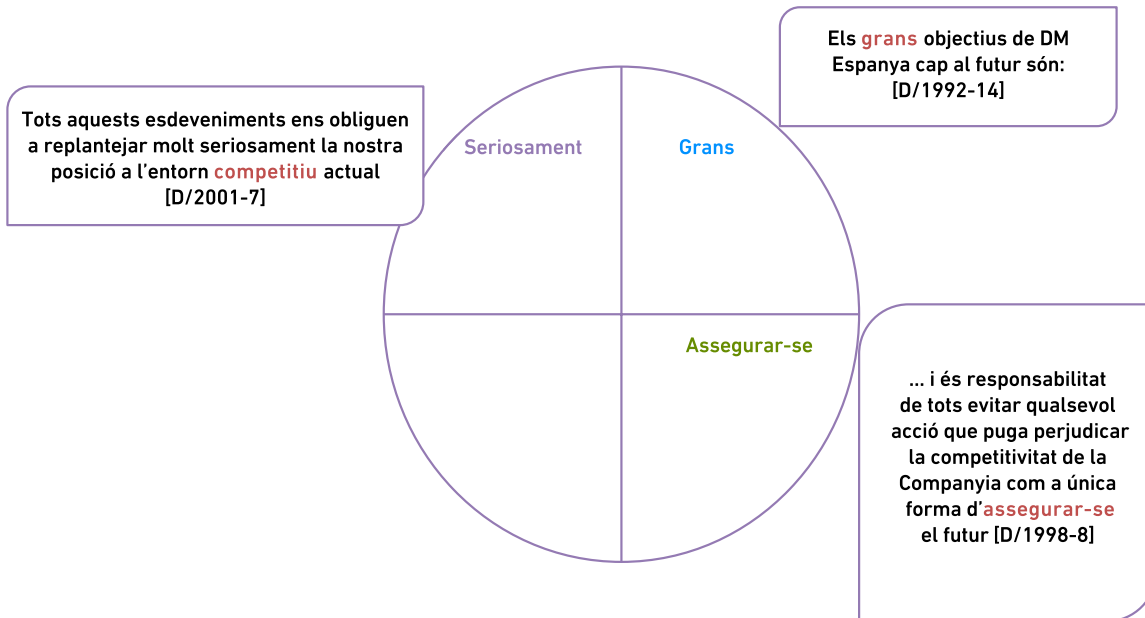 Els grans objectius de DM
Espanya cap al futur són:
[D/1992-14]
Tots aquests esdeveniments ens obliguen
a replantejar molt seriosament la nostra
posició a l’entorn competitiu actual
[D/2001-7]
Seriosament
Grans
Assegurar-se
... i és responsabilitat
de tots evitar qualsevol
acció que puga perjudicar
la competitivitat de la
Companyia com a única
forma d’assegurar-se
el futur [D/1998-8]